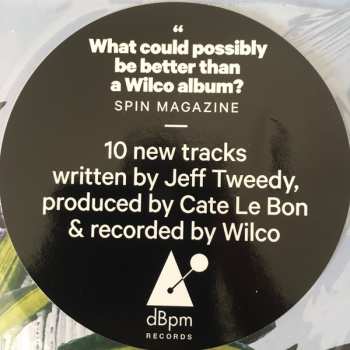 “
What could possibly
be better than
a Wilco album?
SPIN MAGAZINE
10 new tracks
written by Jeff Tweedy,
produced by Cate Le Bon
& recorded by Wilco
dBpm
RECORDS